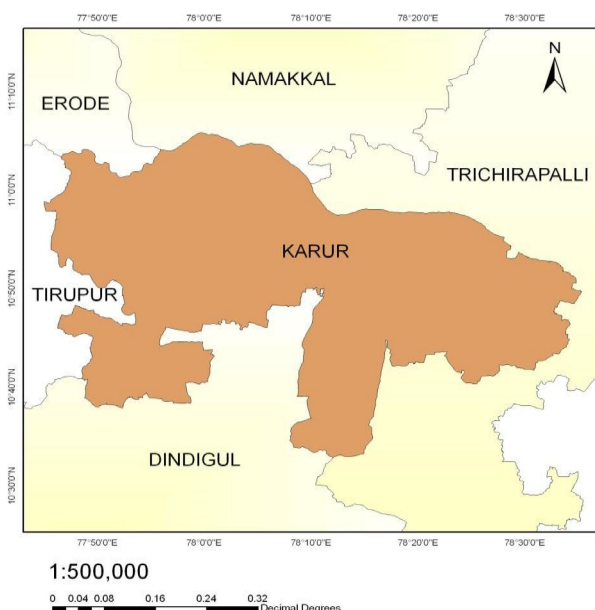 77°50'0"E 78°0'0"E 78°10'0"E 78°20'0"E 78°30'0"E
N
NAMAKKAL
11°10'0"N
ERODE
TRICHIRAPALLI
11°0'0"N
KARUR
10°50'0"N
TIRUPUR
10°40'0"N
DINDIGUL
10°30'0"N
77°50'0"E 78°0'0"E 78°10'0"E 78°20'0"E 78°30'0"E
1:500,000
0 0.04 0.08 0.16 0.24 0.32
Decimal Degrees